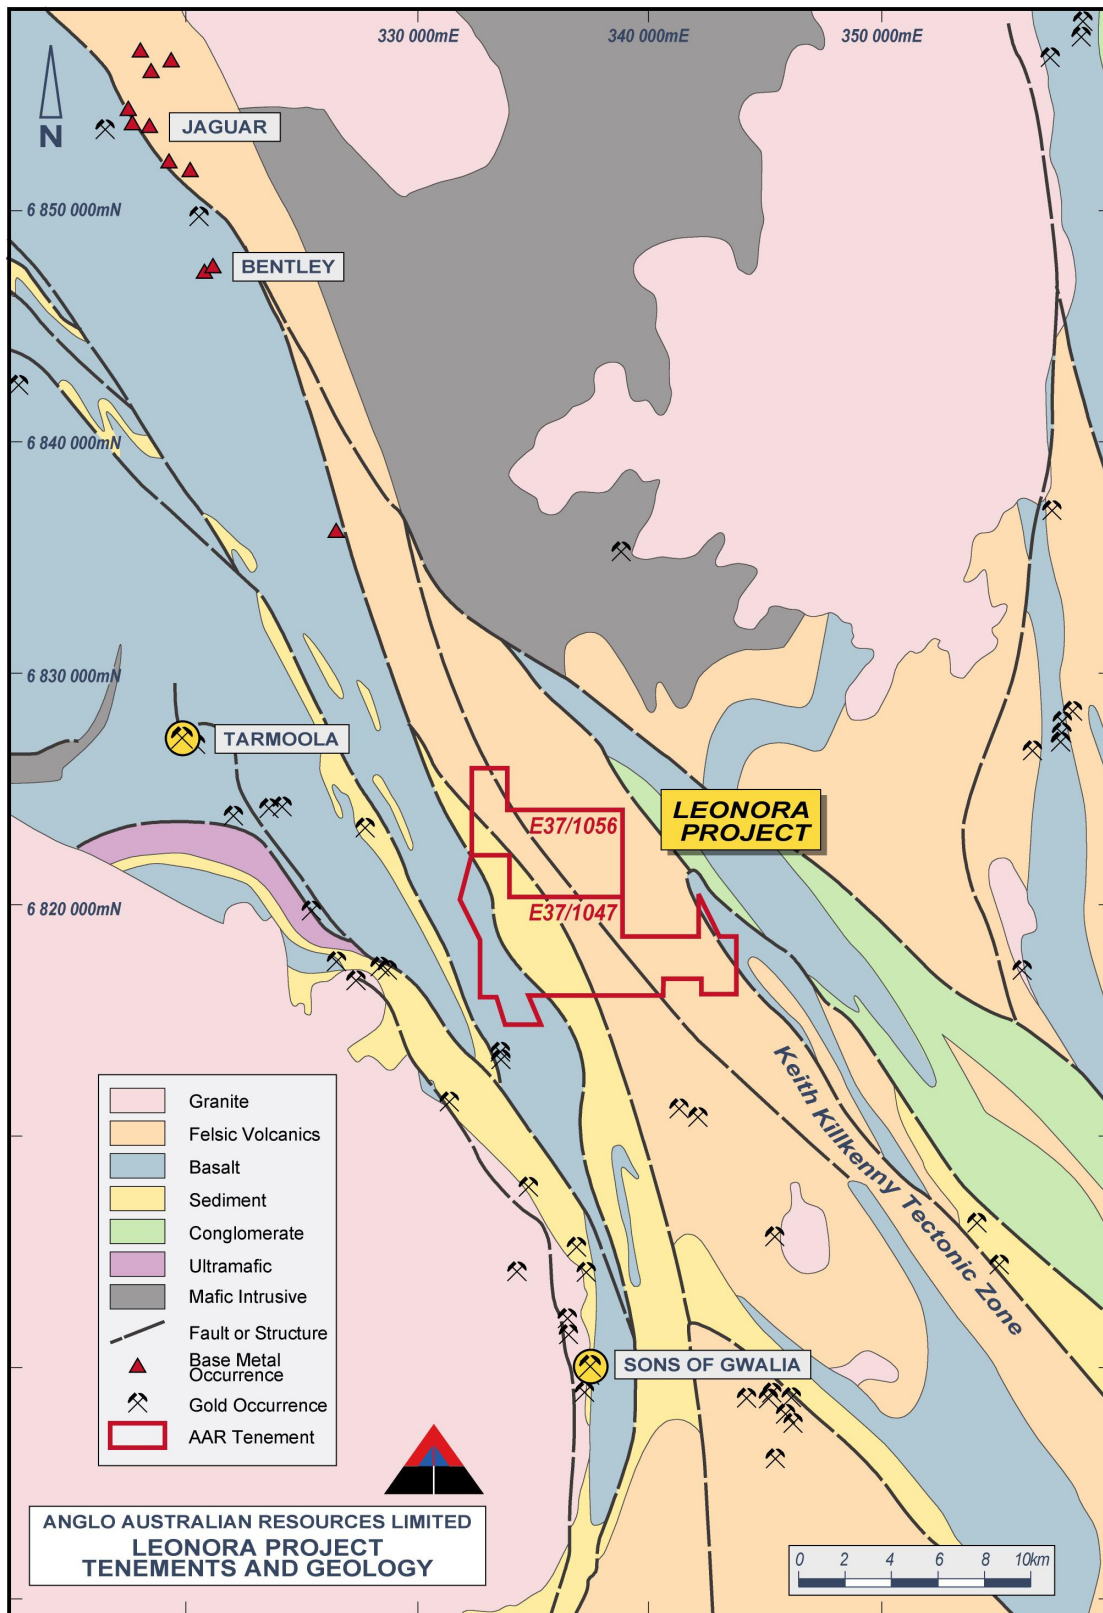 330 000mE
340 000mE
350 000mE
N
JAGUAR
6 850 000mN
BENTLEY
6 840 000mN
6 830 000mN
TARMOOLA
LEONORA
PROJECT
E37/1056
6 820 000mN
E37/1047
Keith Killkenny Tectonic Zone
Granite
Felsic Volcanics
Basalt
Sediment
Conglomerate
Ultramafic
Mafic Intrusive
Fault or Structure
Base Metal
Occurrence
Gold Occurrence
AAR Tenement
SONS OF GWALIA
ANGLO AUSTRALIAN RESOURCES LIMITED
LEONORA PROJECT
TENEMENTS AND GEOLOGY
0 2 4 6 8 10km